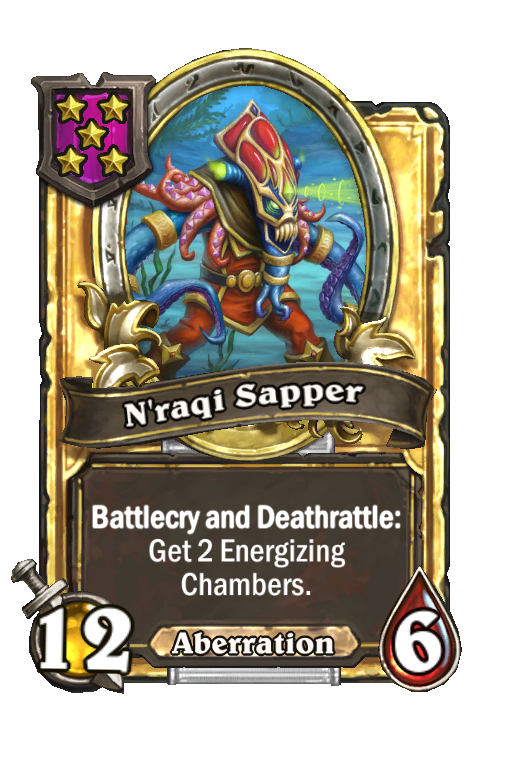 N'raqi Sapper
Battlecry and Deathrattle:
Get 2 Energizing
Chambers.
12
Aberration
6